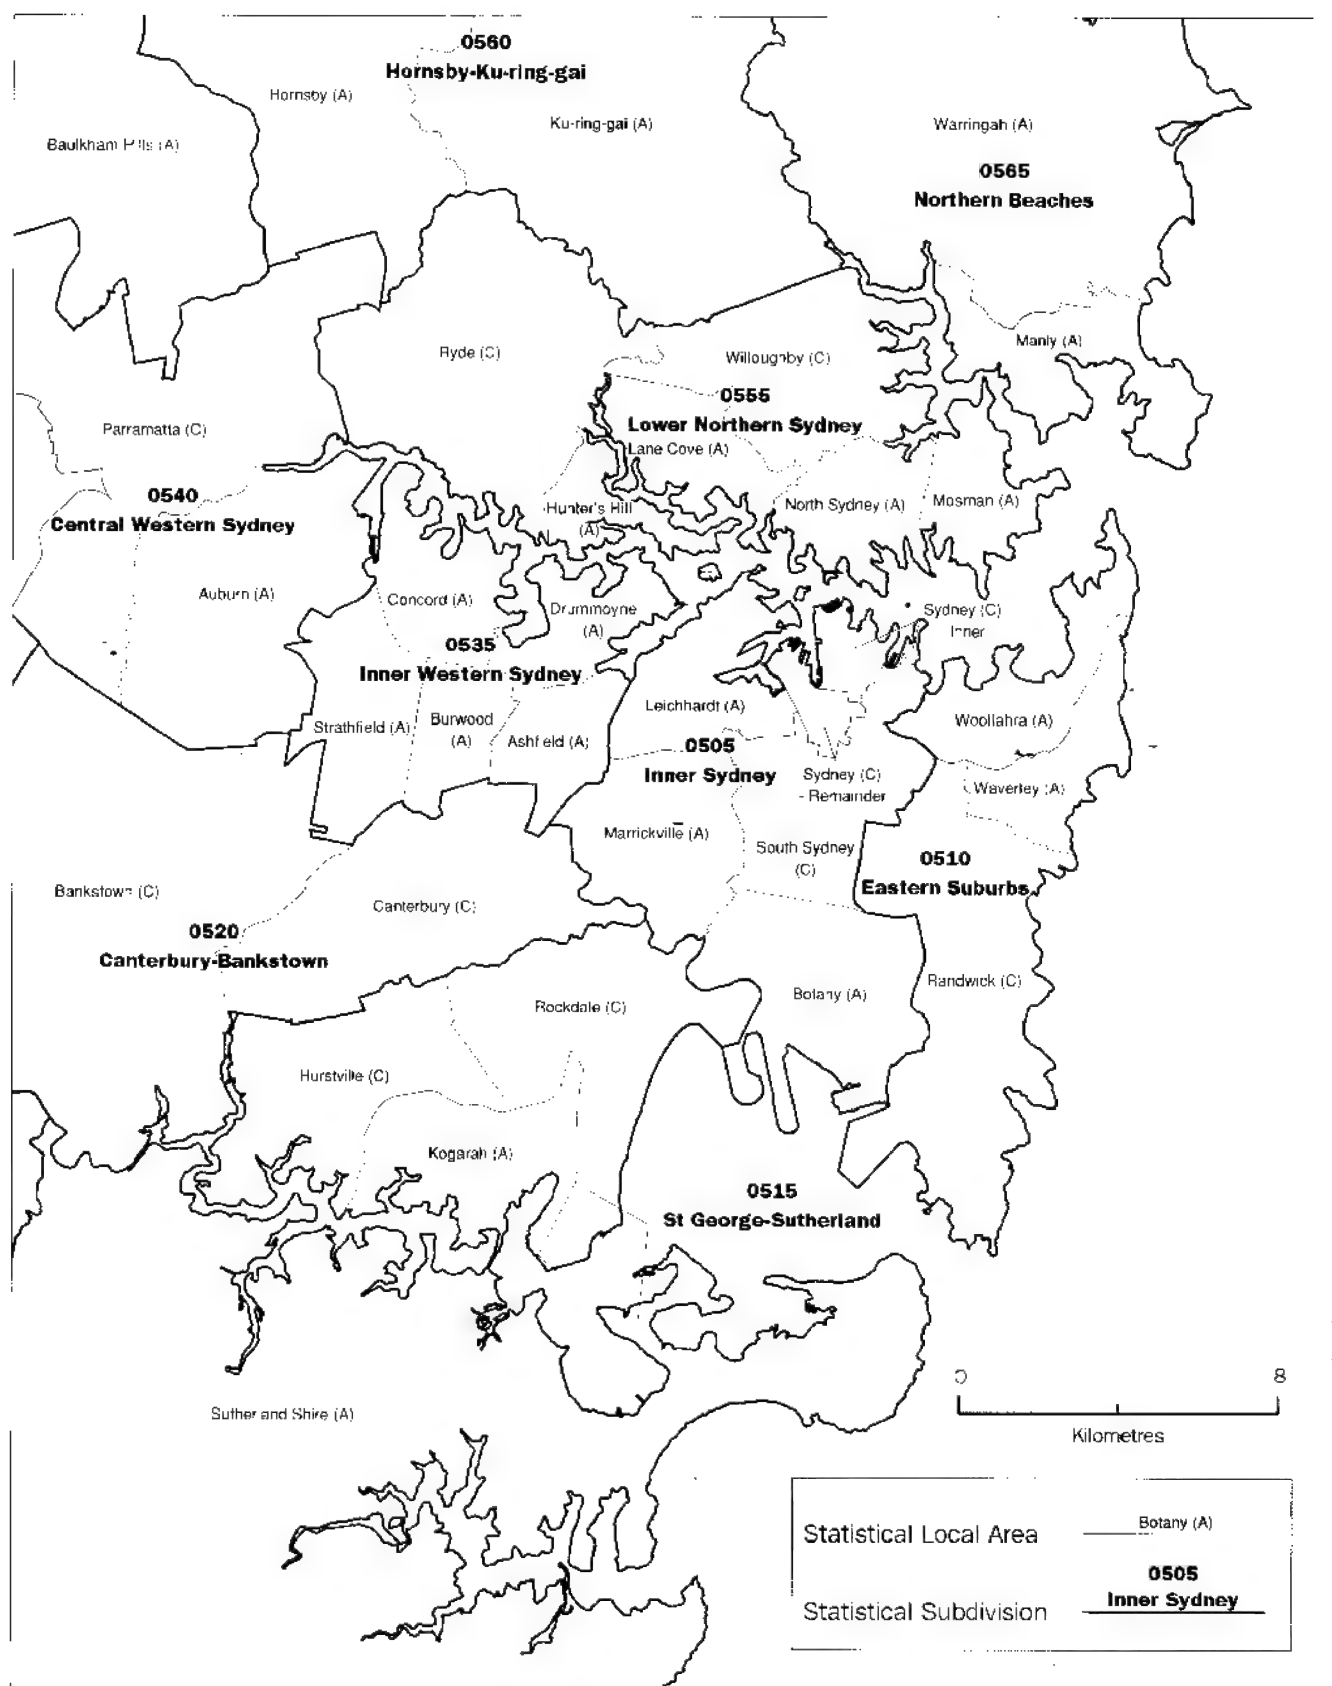 0560
Hornsby-Ku-ring-gai
Hornsby (A)
Ku-ring-gai (A)
Warringah (A)
Baulkham Hills (A)
0565
Northern Beaches
Manly (A)
Ryde (C)
Willoughby (C)
0555
Lower Northern Sydney
Parramatta (C)
Lane Cove (A)
0540
Central Western Sydney
Hunter's Hill
(A)
North Sydney (A)
Mosman (A)
Auburn (A)
Concord (A)
Drummoyne
(A)
Sydney (C)
Inner
0535
Inner Western Sydney
Leichhardt (A)
Woollahra (A)
Strathfield (A)
Burwood
(A)
Ashfield (A)
0505
Inner Sydney
Sydney (C)
- Remainder
Waverley (A)
Marrickville (A)
South Sydney
(C)
0510
Eastern Suburbs
Bankstown (C)
Canterbury (C)
0520
Canterbury-Bankstown
Randwick (C)
Botany (A)
Rockdale (C)
Hurstville (C)
Kogarah (A)
0515
St George-Sutherland
0 8
Kilometres
Sutherland Shire (A)
Statistical Local Area
Botany (A)
0505
Inner Sydney
Statistical Subdivision